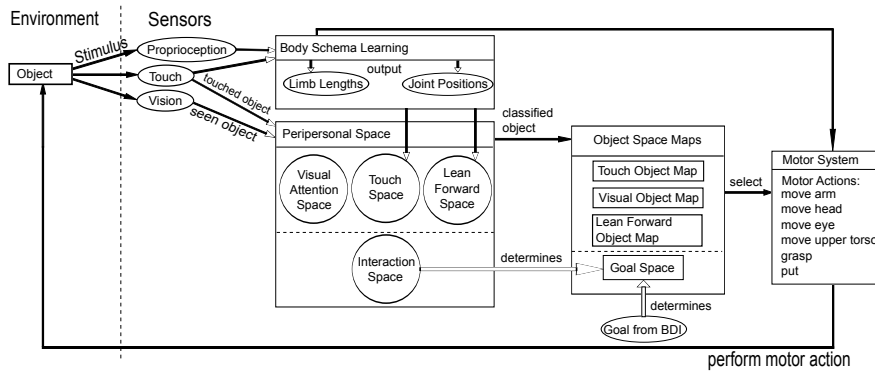 Environment
Sensors
Stimulus
Object
Proprioception
Touch
Vision
touched object
seen object
Body Schema Learning
output
Limb Lengths
Joint Positions
Peripersonal Space
Visual
Attention
Space
Touch
Space
Lean
Forward
Space
Interaction
Space
classified
object
determines
Object Space Maps
Touch Object Map
Visual Object Map
Lean Forward
Object Map
Goal Space
determines
Goal from BDI
select
Motor System
Motor Actions:
move arm
move head
move eye
move upper torso
grasp
put
perform motor action